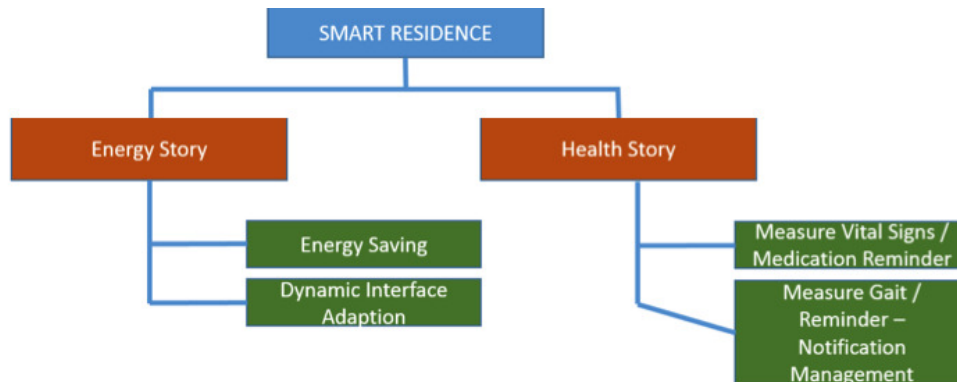 SMART RESIDENCE
Energy Story
Health Story
Energy Saving
Dynamic Interface
Adaption
Measure Vital Signs /
Medication Reminder
Measure Gait /
Reminder –
Notification
Management